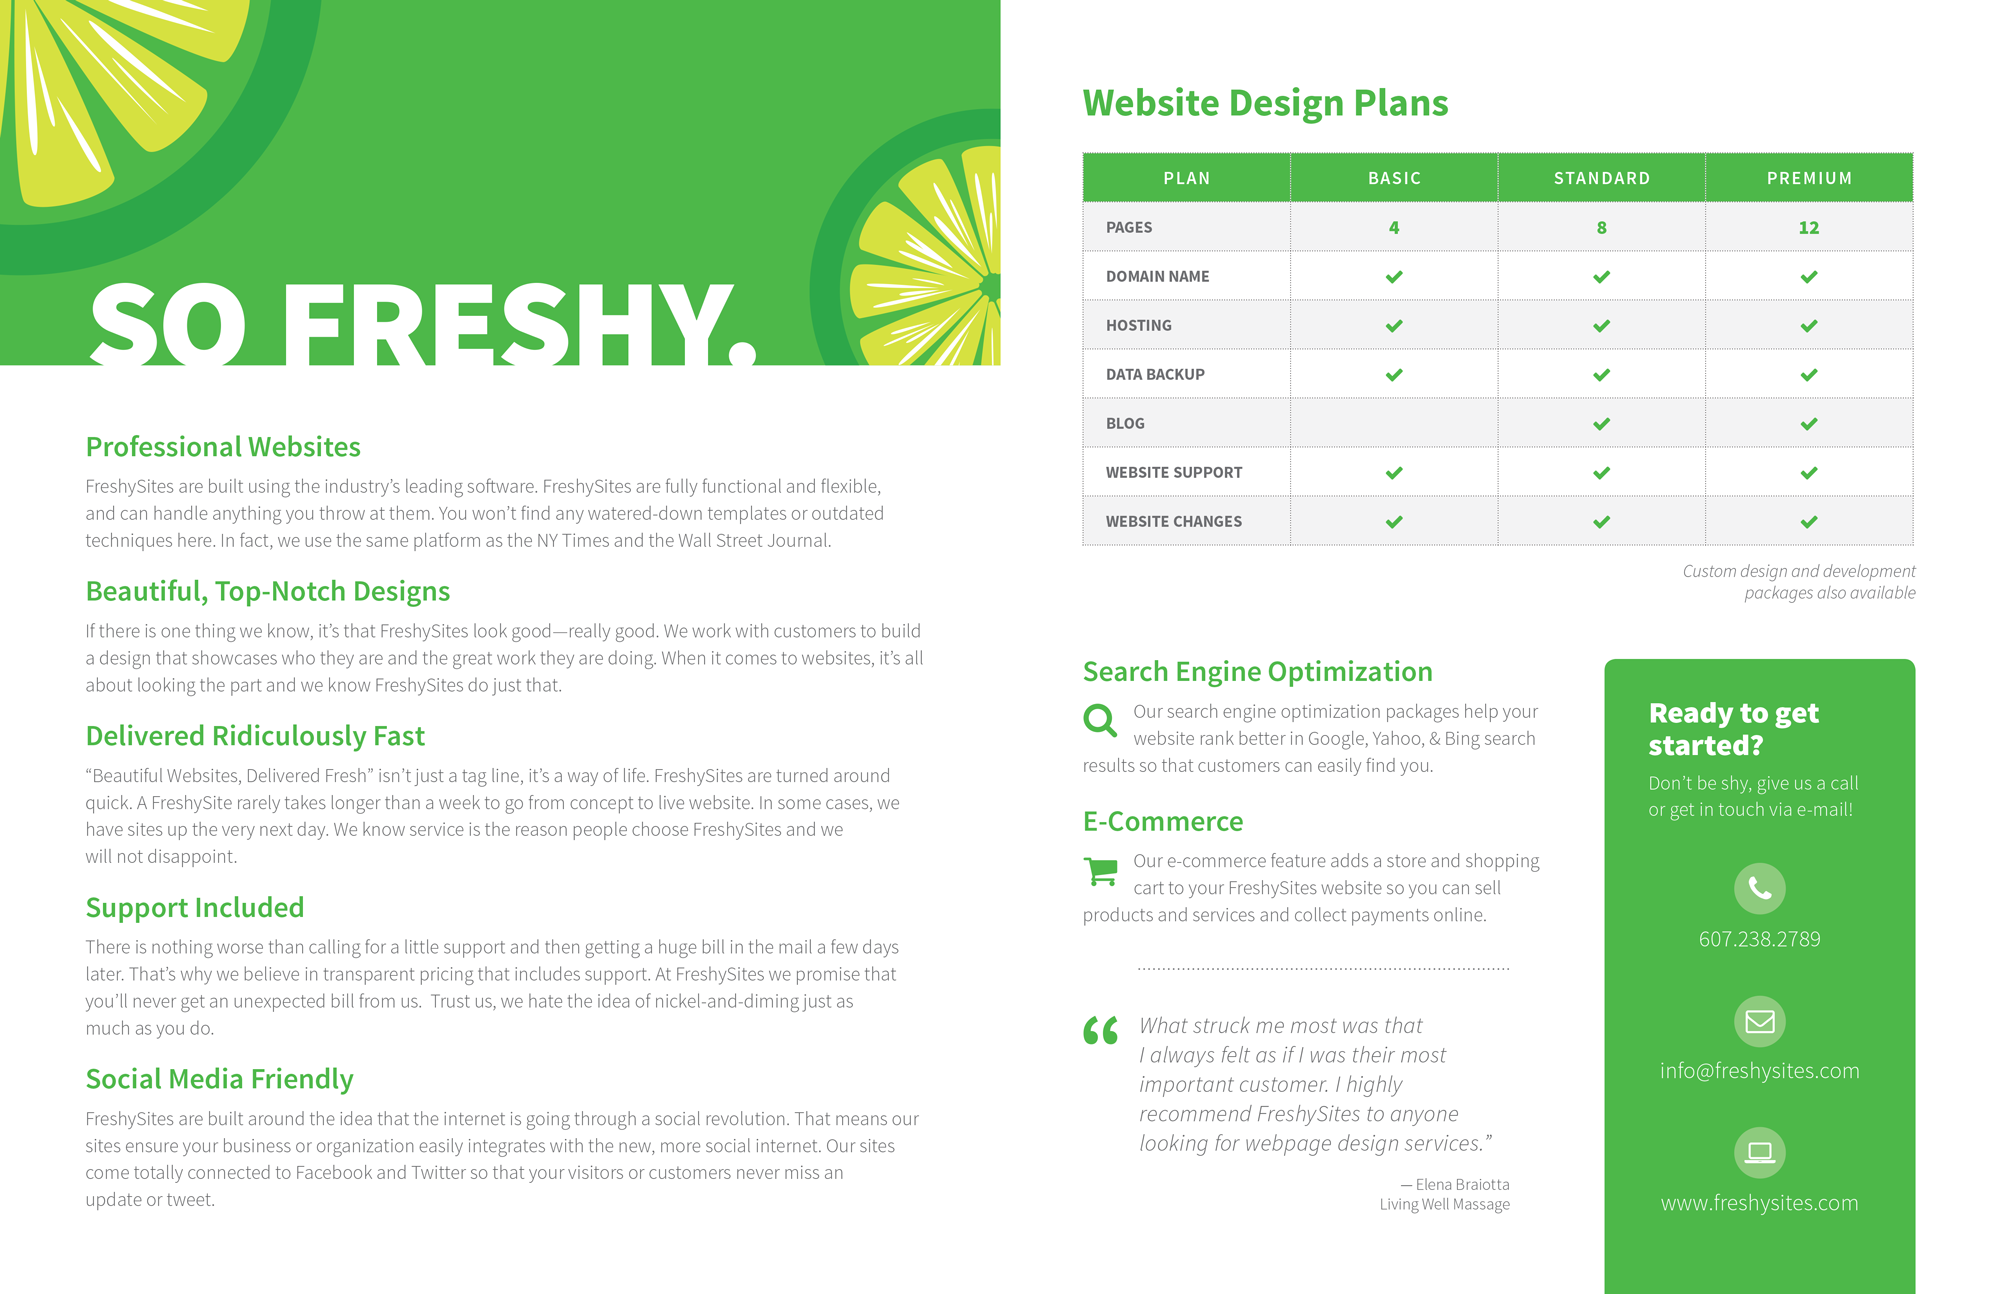 SO FRESHY.
Professional Websites
FreshySites are built using the industry’s leading software. FreshySites are fully functional and flexible,
and can handle anything you throw at them. You won’t find any watered-down templates or outdated
techniques here. In fact, we use the same platform as the NY Times and the Wall Street Journal.
Beautiful, Top-Notch Designs
If there is one thing we know, it’s that FreshySites look good—really good. We work with customers to build
a design that showcases who they are and the great work they are doing. When it comes to websites, it’s all
about looking the part and we know FreshySites do just that.
Delivered Ridiculously Fast
“Beautiful Websites, Delivered Fresh” isn’t just a tag line, it’s a way of life. FreshySites are turned around
quick. A FreshySite rarely takes longer than a week to go from concept to live website. In some cases, we
have sites up the very next day. We know service is the reason people choose FreshySites and we
will not disappoint.
Support Included
There is nothing worse than calling for a little support and then getting a huge bill in the mail a few days
later. That’s why we believe in transparent pricing that includes support. At FreshySites we promise that
you’ll never get an unexpected bill from us.  Trust us, we hate the idea of nickel-and-diming just as
much as you do.
Social Media Friendly
FreshySites are built around the idea that the internet is going through a social revolution. That means our
sites ensure your business or organization easily integrates with the new, more social internet. Our sites
come totally connected to Facebook and Twitter so that your visitors or customers never miss an
update or tweet.
Website Design Plans
PLAN BASIC STANDARD PREMIUM
PAGES 4 8 12
DOMAIN NAME ✔ ✔ ✔
HOSTING ✔ ✔ ✔
DATA BACKUP ✔ ✔ ✔
BLOG ✔ ✔
WEBSITE SUPPORT ✔ ✔ ✔
WEBSITE CHANGES ✔ ✔ ✔
Custom design and development
packages also available
Search Engine Optimization
Our search engine optimization packages help your
website rank better in Google, Yahoo, & Bing search
results so that customers can easily find you.
E-Commerce
Our e-commerce feature adds a store and shopping
cart to your FreshySites website so you can sell
products and services and collect payments online.
“What struck me most was that
I always felt as if I was their most
important customer. I highly
recommend FreshySites to anyone
looking for webpage design services.”
— Elena Braiotta
Living Well Massage
Ready to get
started?
Don’t be shy, give us a call
or get in touch via e-mail!
607.238.2789
info@freshysites.com
www.freshysites.com